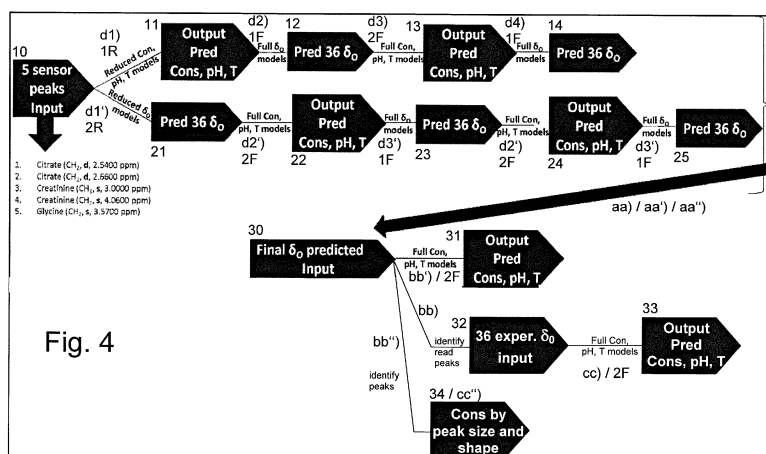 10
5 sensor
peaks
Input
d1)
1R
Reduced Con,
pH, T models
11
Output
Pred
Cons, pH, T
d2)
1F
Full δO
models
12
Pred 36 δO
d3)
2F
Full Con,
pH, T models
13
Output
Pred
Cons, pH, T
d4)
1F
Full δO
models
14
Pred 36 δO
Reduced δO
models
d1')
2R
Pred 36 δO
21
Full Con,
pH, T models
d2')
2F
Output
Pred
Cons, pH, T
22
Full δO
models
d3')
1F
Pred 36 δO
23
Full Con,
pH, T models
d2')
2F
Output
Pred
Cons, pH, T
24
Full δO
models
d3')
1F
Pred 36 δO
25
1. Citrate (CH2, d, 2.5400 ppm)
2. Citrate (CH2, d, 2.6600 ppm)
3. Creatinine (CH3, s, 3.0000 ppm)
4. Creatinine (CH2, s, 4.0600 ppm)
5. Glycine (CH2, s, 3.5700 ppm)
aa) / aa') / aa'')
30
Final δO predicted
Input
Full Con,
pH, T models
bb') / 2F
31
Output
Pred
Cons, pH, T
bb)
identify
read
peaks
32
36 exper. δ0
input
Full Con,
pH, T models
cc) / 2F
33
Output
Pred
Cons, pH, T
bb'')
identify
peaks
34 / cc'')
Cons by
peak size and
shape
Fig. 4